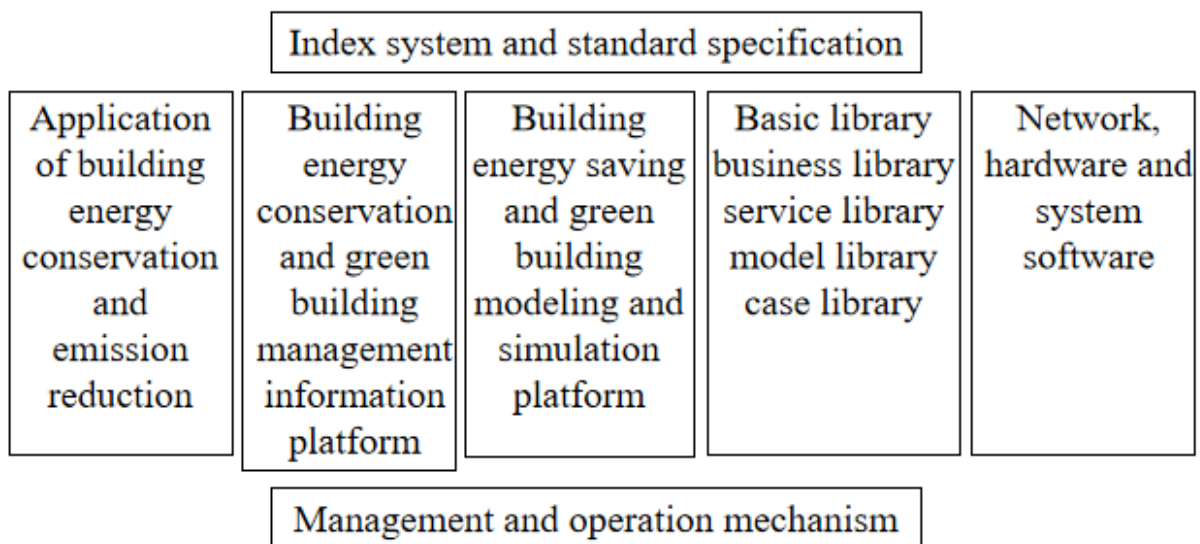 Index system and standard specification
Application
of building
energy
conservation
and
emission
reduction
Building
energy
conservation
and green
building
management
information
platform
Building
energy saving
and green
building
modeling and
simulation
platform
Basic library
business library
service library
model library
case library
Network,
hardware and
system
software
Management and operation mechanism